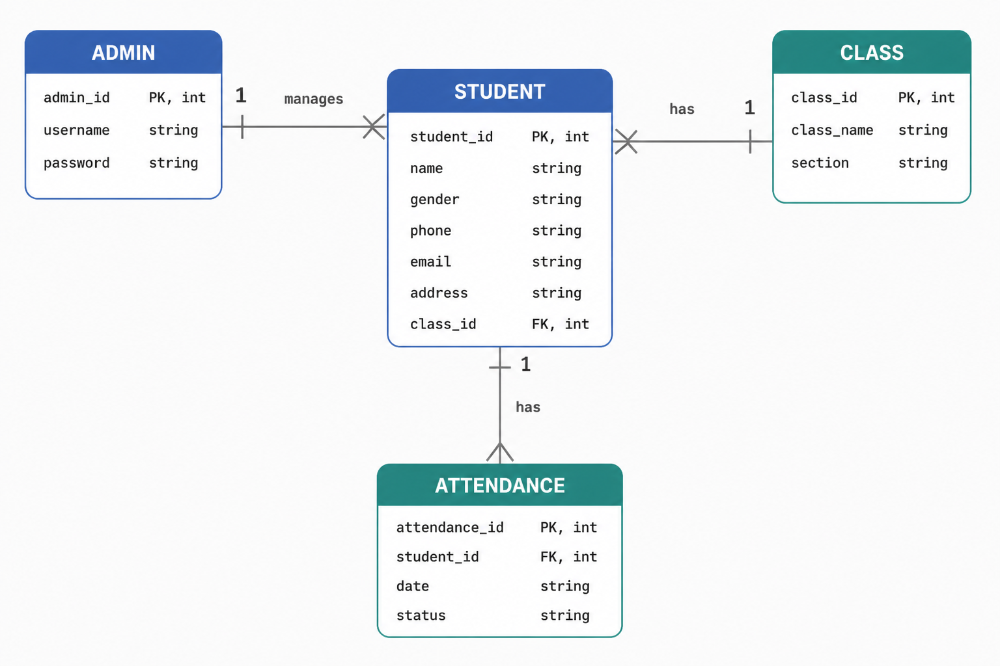 ADMIN
admin_id PK, int
username string
password string
1
manages
STUDENT
student_id PK, int
name string
gender string
phone string
email string
address string
class_id FK, int
has
1
CLASS
class_id PK, int
class_name string
section string
1
has
ATTENDANCE
attendance_id PK, int
student_id FK, int
date string
status string